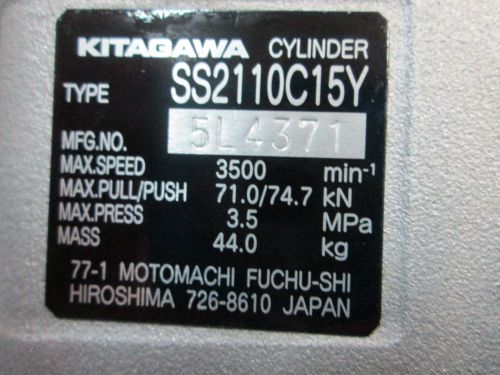 KITAGAWA CYLINDER
TYPE SS2110C15Y
MFG.NO. 5L4371
MAX.SPEED 3500 min-¹
MAX.PULL/PUSH 71.0/74.7 kN
MAX.PRESS 3.5 MPa
MASS 44.0 kg
77-1 MOTOMACHI FUCHU-SHI
HIROSHIMA 726-8610 JAPAN